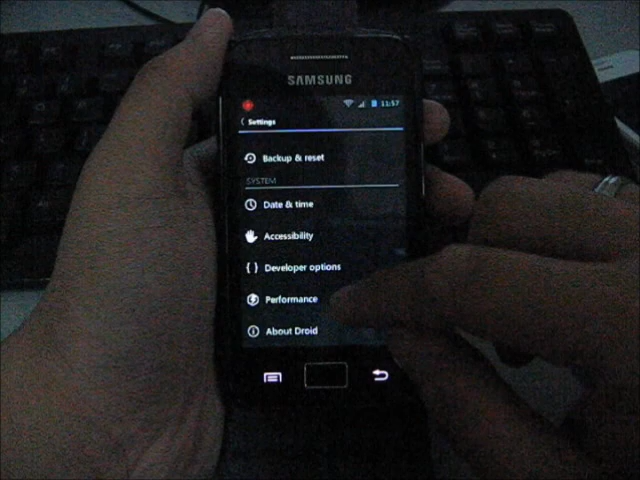 SAMSUNG
11:57
Settings
Backup & reset
SYSTEM
Date & time
Accessibility
{ } Developer options
Performance
About Droid